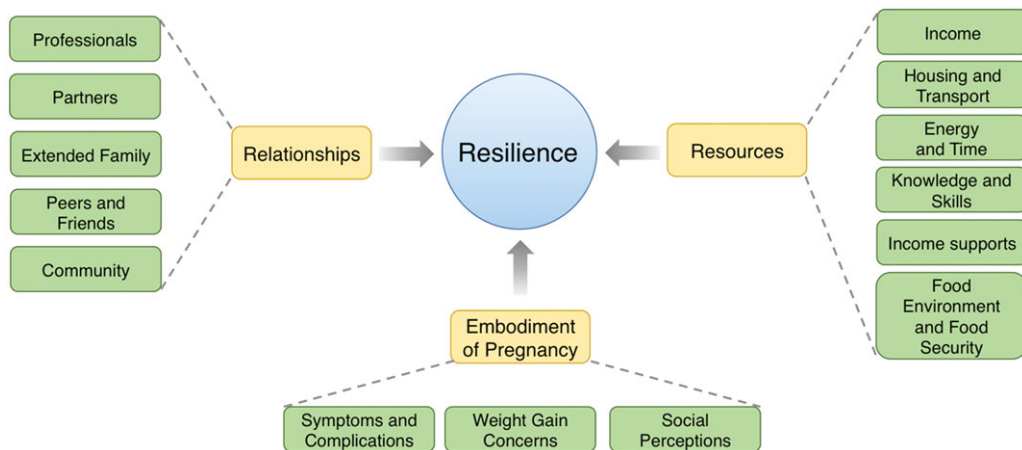 Professionals
Partners
Extended Family
Peers and
Friends
Community
Relationships
Resilience
Resources
Income
Housing and
Transport
Energy
and Time
Knowledge and
Skills
Income supports
Food
Environment
and Food
Security
Embodiment
of Pregnancy
Symptoms and
Complications
Weight Gain
Concerns
Social
Perceptions